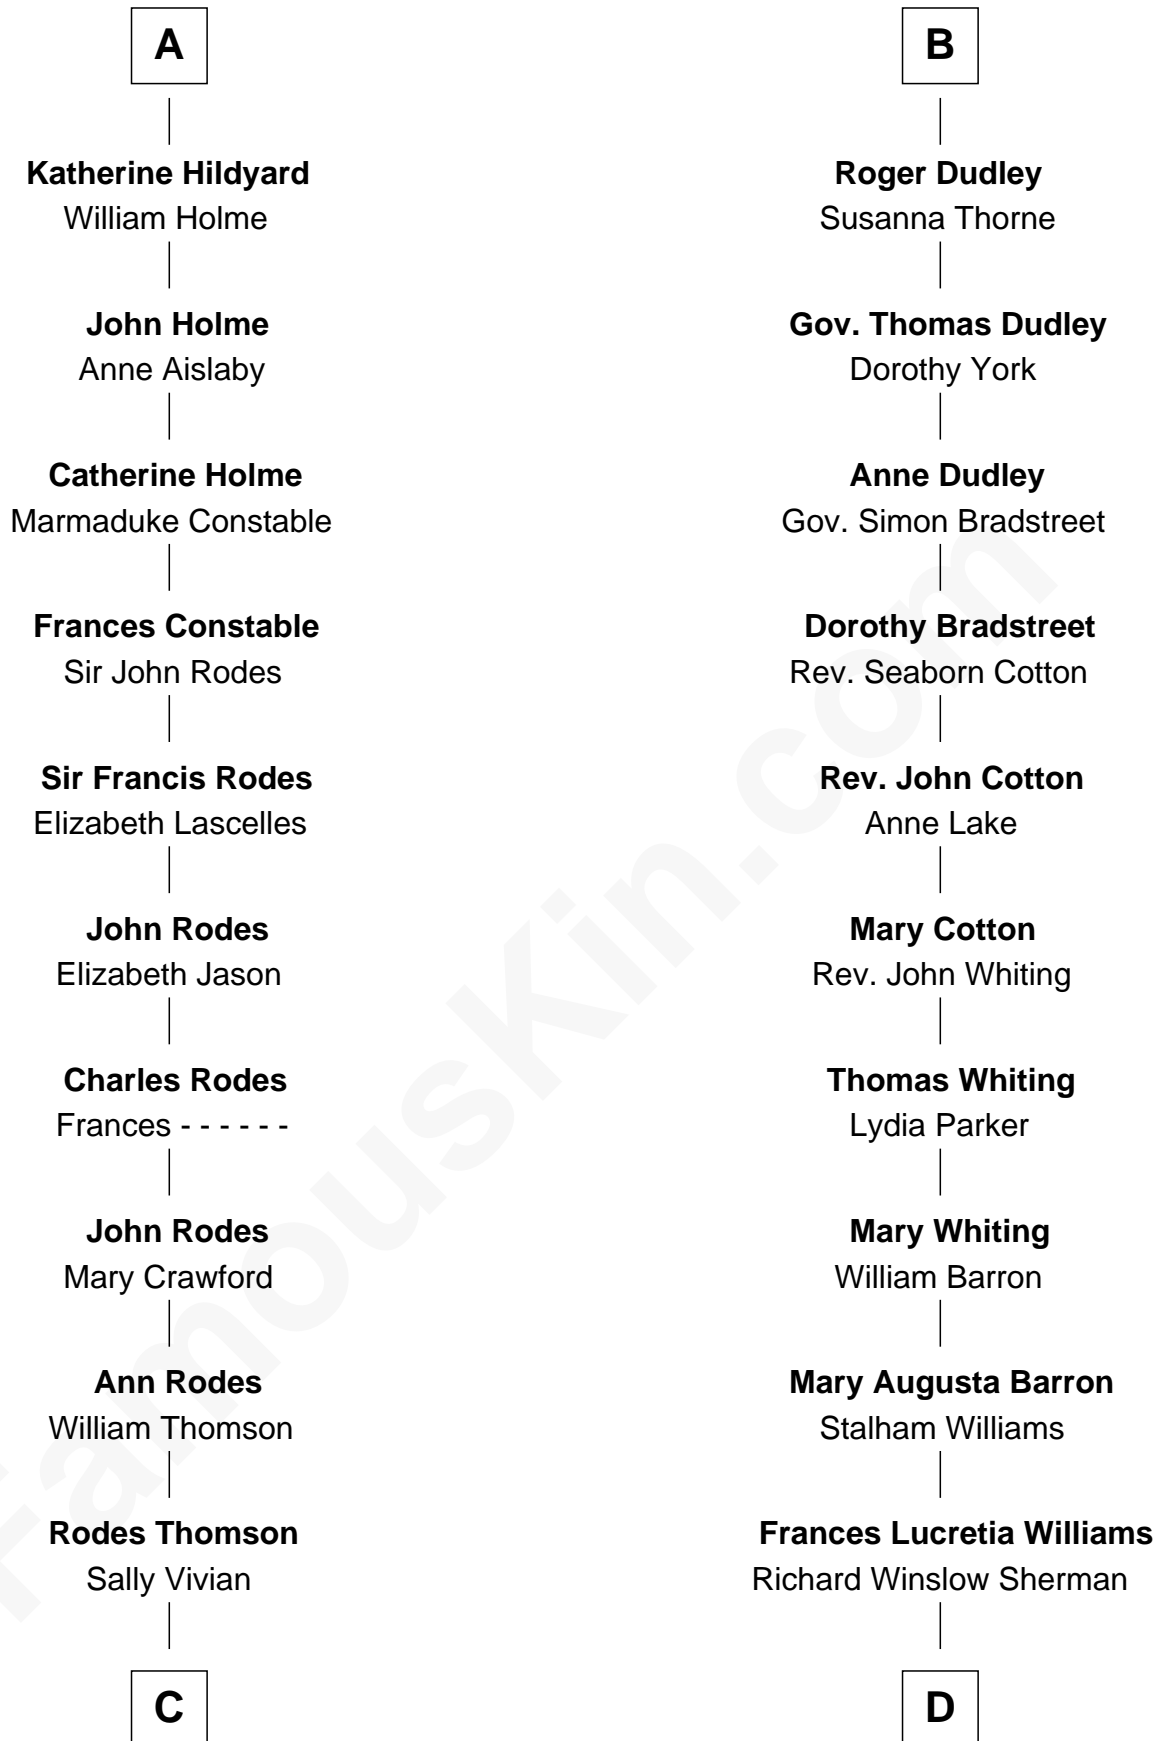 A
Katherine Hildyard
William Holme
John Holme
Anne Aislaby
Catherine Holme
Marmaduke Constable
Frances Constable
Sir John Rodes
Sir Francis Rodes
Elizabeth Lascelles
John Rodes
Elizabeth Jason
Charles Rodes
Frances - - - - - -
John Rodes
Mary Crawford
Ann Rodes
William Thomson
Rodes Thomson
Sally Vivian
C
B
Roger Dudley
Susanna Thorne
Gov. Thomas Dudley
Dorothy York
Anne Dudley
Gov. Simon Bradstreet
Dorothy Bradstreet
Rev. Seaborn Cotton
Rev. John Cotton
Anne Lake
Mary Cotton
Rev. John Whiting
Thomas Whiting
Lydia Parker
Mary Whiting
William Barron
Mary Augusta Barron
Stalham Williams
Frances Lucretia Williams
Richard Winslow Sherman
D
FamousKin.com